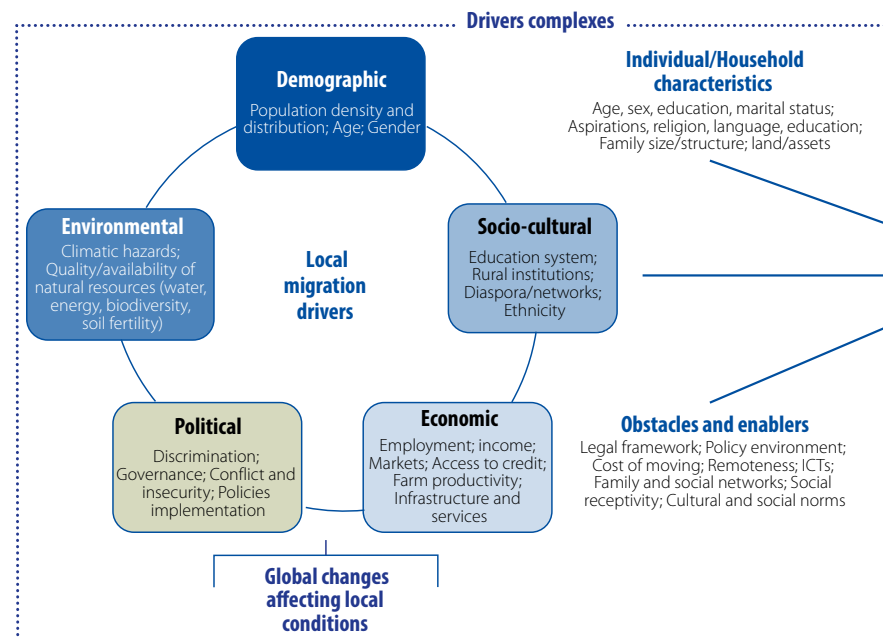 Drivers complexes
Demographic
Population density and
distribution; Age; Gender
Individual/Household
characteristics
Age, sex, education, marital status;
Aspirations, religion, language, education;
Family size/structure; land/assets
Environmental
Climatic hazards;
Quality/availability of
natural resources (water,
energy, biodiversity,
soil fertility)
Local
migration
drivers
Socio-cultural
Education system;
Rural institutions;
Diaspora/networks;
Ethnicity
Political
Discrimination;
Governance; Conflict and
insecurity; Policies
implementation
Economic
Employment; income;
Markets; Access to credit;
Farm productivity;
Infrastructure and
services
Obstacles and enablers
Legal framework; Policy environment;
Cost of moving; Remoteness; ICTs;
Family and social networks; Social
receptivity; Cultural and social norms
Global changes
affecting local
conditions